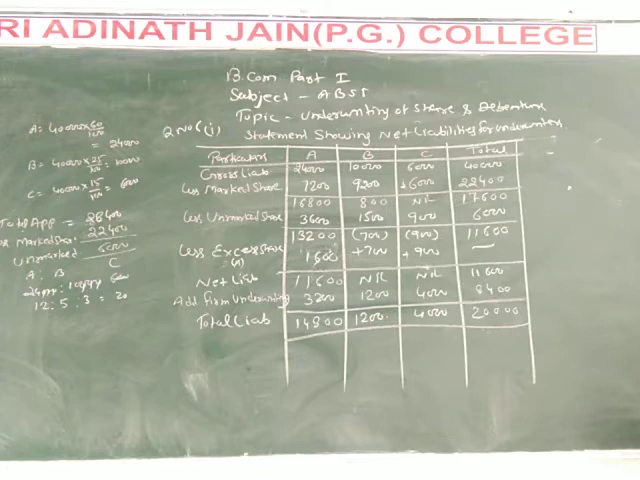 RI ADINATH JAIN(P.G.) COLLEGE
B.Com Part I
Subject - ABST
Topic - Underwriting of Share & Debenture
Q No 6 (i) Statement Showing Net Liabilities for underwriters
A = 40000 × 60/100
= 24000
B = 40000 × 25/100 = 10000
C = 40000 × 15/100 = 6000
Total App = 28400
Marked Share 22400
Unmarked 6000
A : B C
12 : 5 : 3 = 20
Particulars A B C Total
Gross Liab 24000 10000 6000 40000
Less Marked Share 7200 9200 6000 22400
16800 800 NIL 17600
Less Unmarked Share 3600 1500 900 6000
13200 (700) (900) 11600
Less Excess Share 1600 +700 +900 —
Net Liab 11600 NIL NIL 11600
Add Firm Underwriting 3200 1200 4000 8400
Total Liab 14800 1200 4000 20000